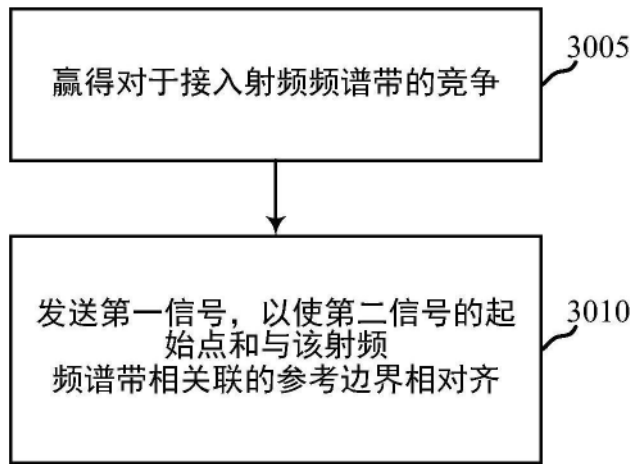 赢得对于接入射频频谱带的竞争
3005
发送第一信号，以使第二信号的起
始点和与该射频
频谱带相关联的参考边界相对齐
3010